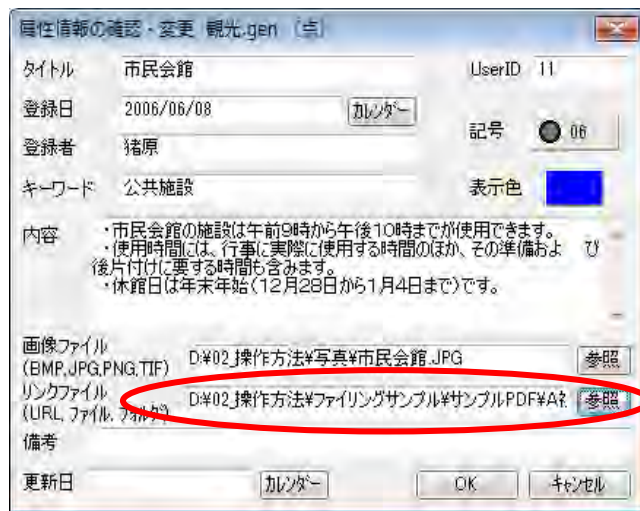 属性情報の確認・変更 観光.gen (点)
タイトル 市民会館 UserID 11
登録日 2006/06/08 カレンダー
登録者 猪原 記号 06
キーワード 公共施設 表示色
内容 ・市民会館の施設は午前9時から午後10時までが使用できます。
・使用時間には、行事に実際に使用する時間のほか、その準備およ び
後片付けに要する時間も含みます。
・休館日は年末年始(12月28日から1月4日まで)です。
画像ファイル
(BMP,JPG,PNG,TIF) D:¥02_操作方法¥写真¥市民会館.JPG 参照
リンクファイル
(URL, ファイル, フォルダ) D:¥02_操作方法¥ファイリングサンプル¥サンプルPDF¥A 参照
備考
更新日 カレンダー OK キャンセル